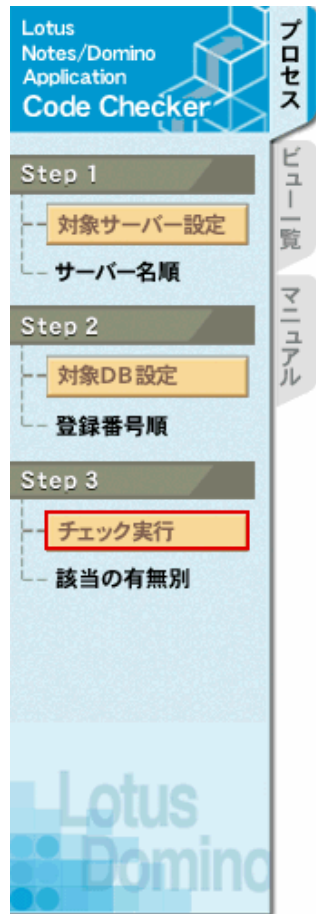 Lotus
Notes/Domino
Application
Code Checker
プロセス
ビュー一覧
マニュアル
Step 1
対象サーバー設定
サーバー名順
Step 2
対象DB設定
登録番号順
Step 3
チェック実行
該当の有無別
Lotus
Domino